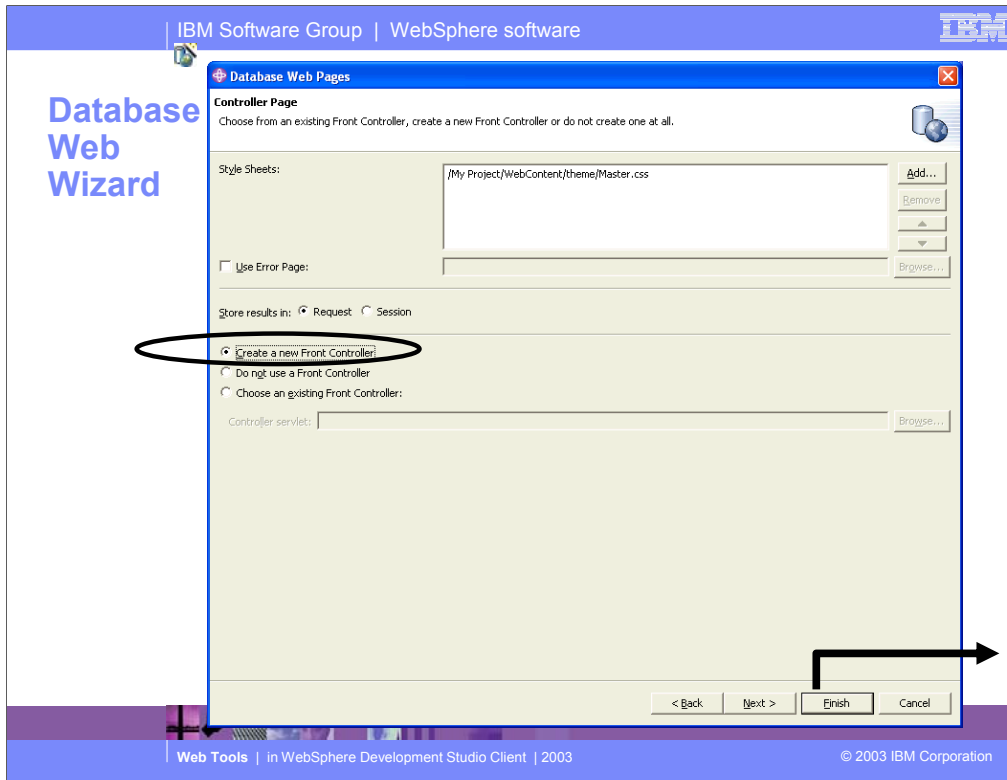 IBM Software Group | WebSphere software
IBM
Database
Web
Wizard
Database Web Pages
Controller Page
Choose from an existing Front Controller, create a new Front Controller or do not create one at all.
Style Sheets:
/My Project/WebContent/theme/Master.css
Add...
Remove
Use Error Page:
Browse...
Store results in: Request Session
Create a new Front Controller
Do not use a Front Controller
Choose an existing Front Controller:
Controller servlet:
Browse...
< Back Next > Finish Cancel
Web Tools | in WebSphere Development Studio Client | 2003
© 2003 IBM Corporation